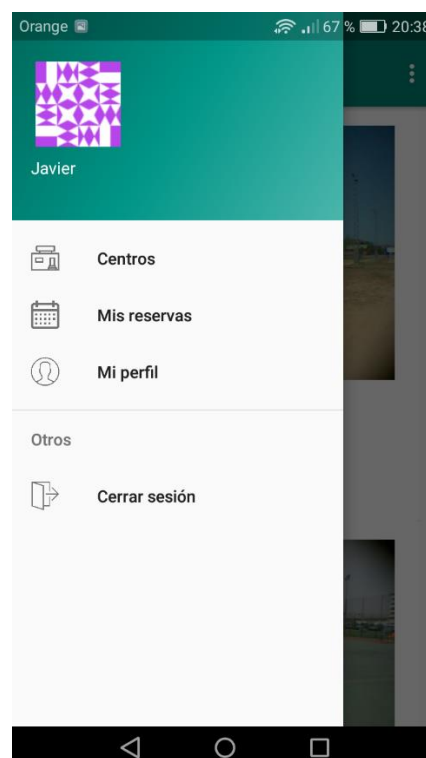 Orange 67 % 20:38
Javier
Centros
Mis reservas
Mi perfil
Otros
Cerrar sesión